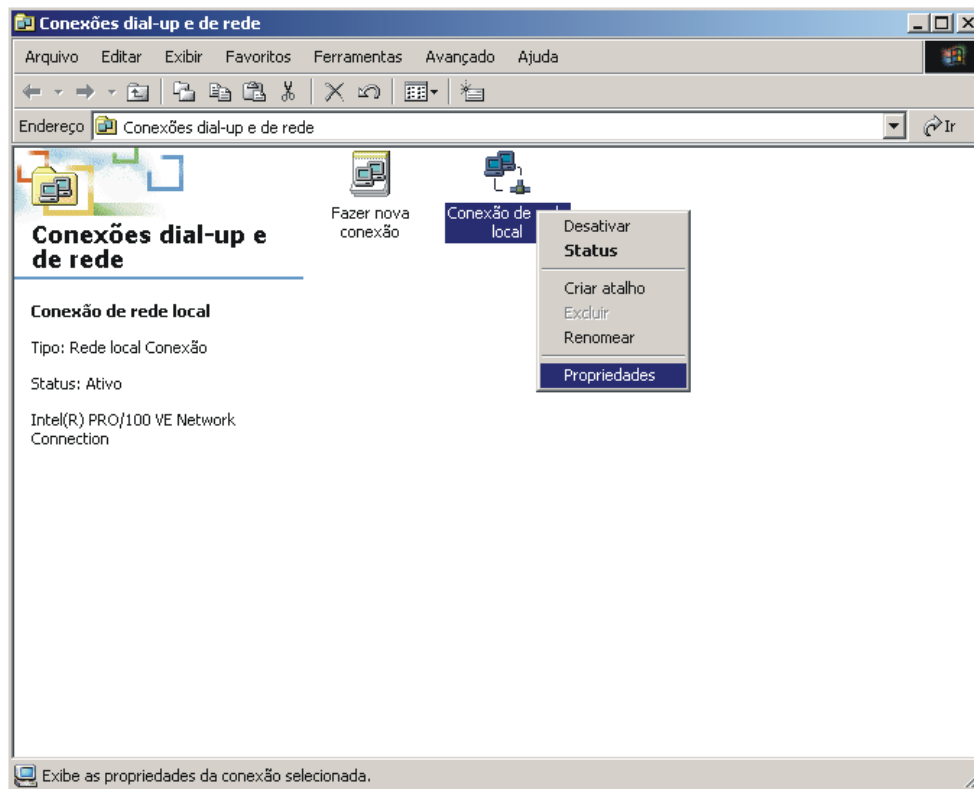 Conexões dial-up e de rede
Arquivo Editar Exibir Favoritos Ferramentas Avançado Ajuda
Endereço Conexões dial-up e de rede Ir
Conexões dial-up e
de rede
Conexão de rede local
Tipo: Rede local Conexão
Status: Ativo
Intel(R) PRO/100 VE Network
Connection
Fazer nova
conexão
Conexão de
local
Desativar
Status
Criar atalho
Excluir
Renomear
Propriedades
Exibe as propriedades da conexão selecionada.